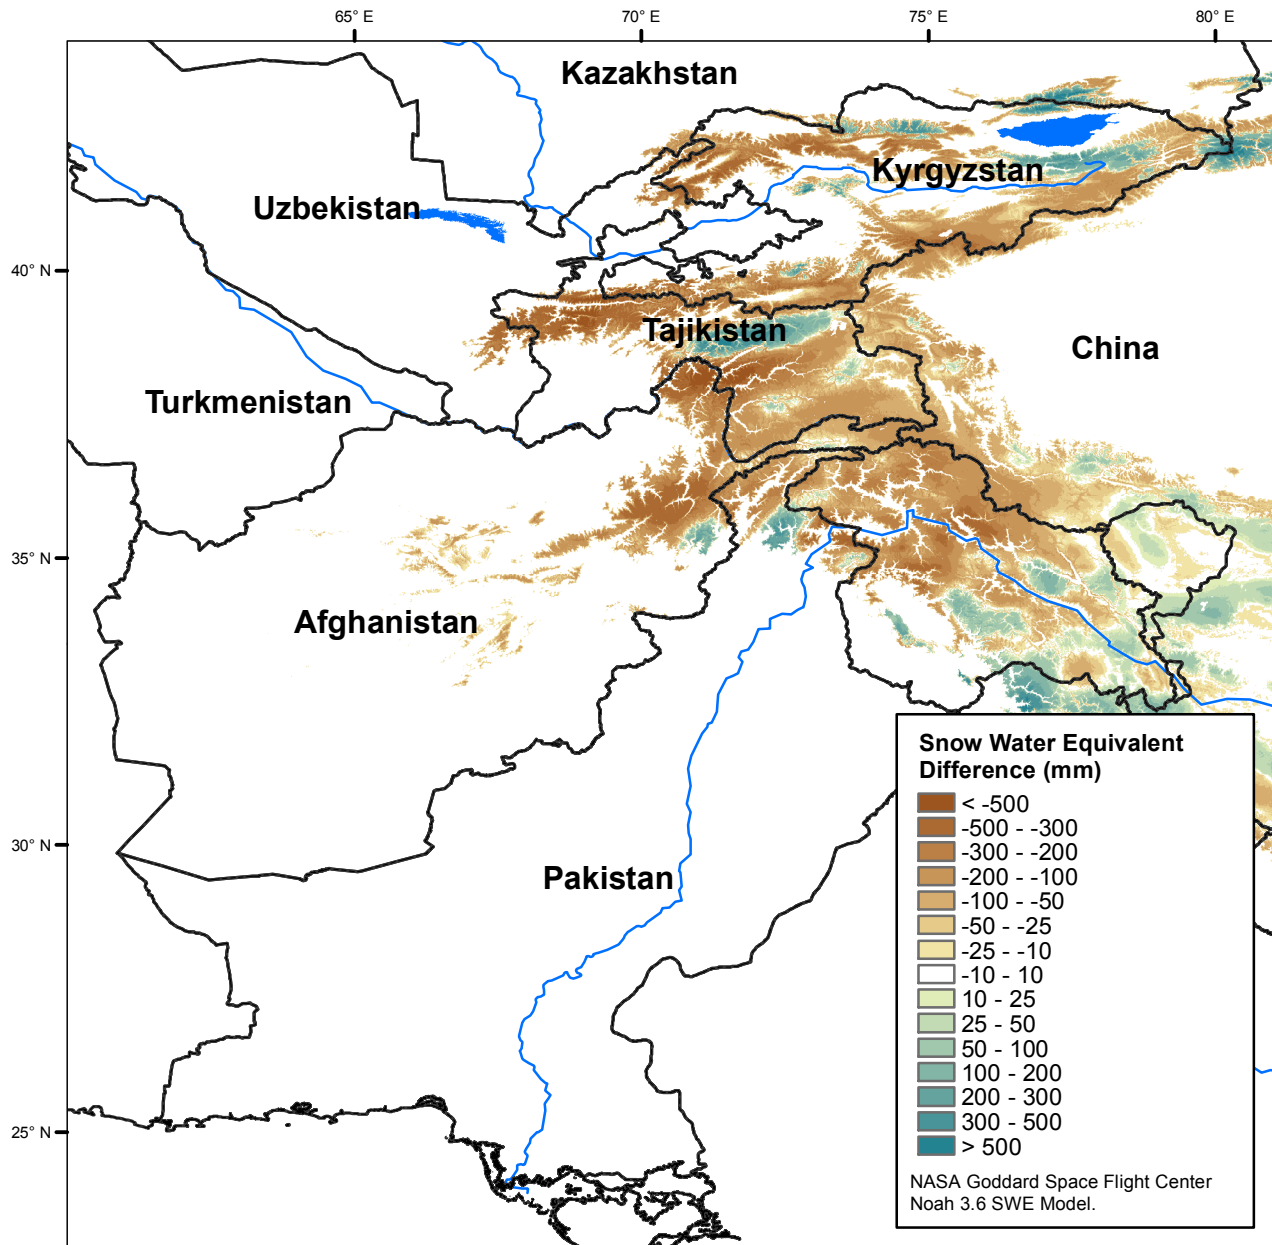 65° E
70° E
75° E
80° E
Kazakhstan
Kyrgyzstan
Uzbekistan
40° N
Tajikistan
China
Turkmenistan
35° N
Afghanistan
30° N
Pakistan
25° N
Snow Water Equivalent
Difference (mm)
< -500
-500 - -300
-300 - -200
-200 - -100
-100 - -50
-50 - -25
-25 - -10
-10 - 10
10 - 25
25 - 50
50 - 100
100 - 200
200 - 300
300 - 500
> 500
NASA Goddard Space Flight Center
Noah 3.6 SWE Model.